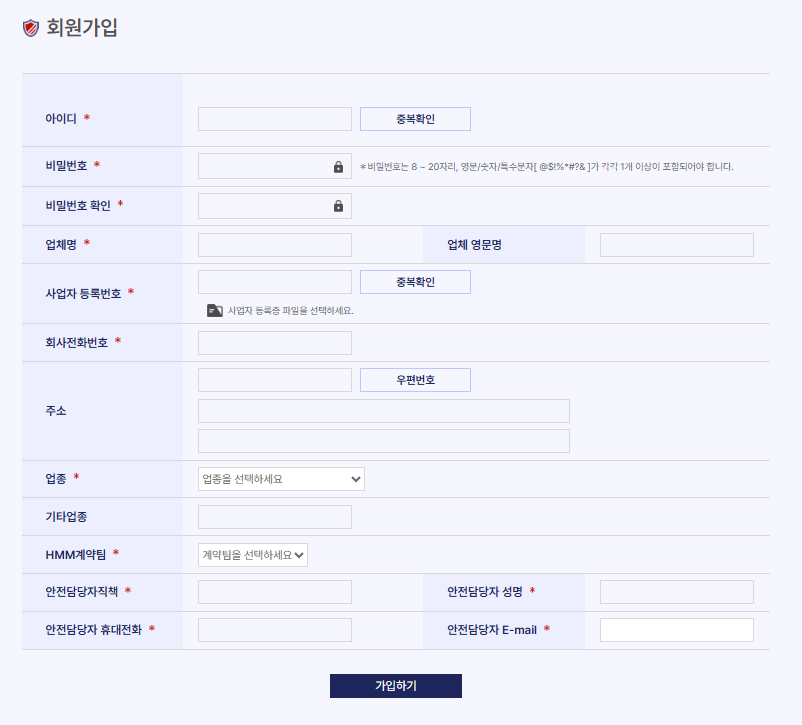 회원가입
아이디 * 중복확인
비밀번호 * *비밀번호는 8 ~ 20자리, 영문/숫자/특수문자[ @$!%*#?& ]가 각각 1개 이상이 포함되어야 합니다.
비밀번호 확인 *
업체명 * 업체 영문명
사업자 등록번호 * 중복확인
사업자 등록증 파일을 선택하세요.
회사전화번호 *
우편번호
주소
업종 * 업종을 선택하세요
기타업종
HMM계약팀 * 계약팀을 선택하세요
안전담당자직책 * 안전담당자 성명 *
안전담당자 휴대전화 * 안전담당자 E-mail *
가입하기